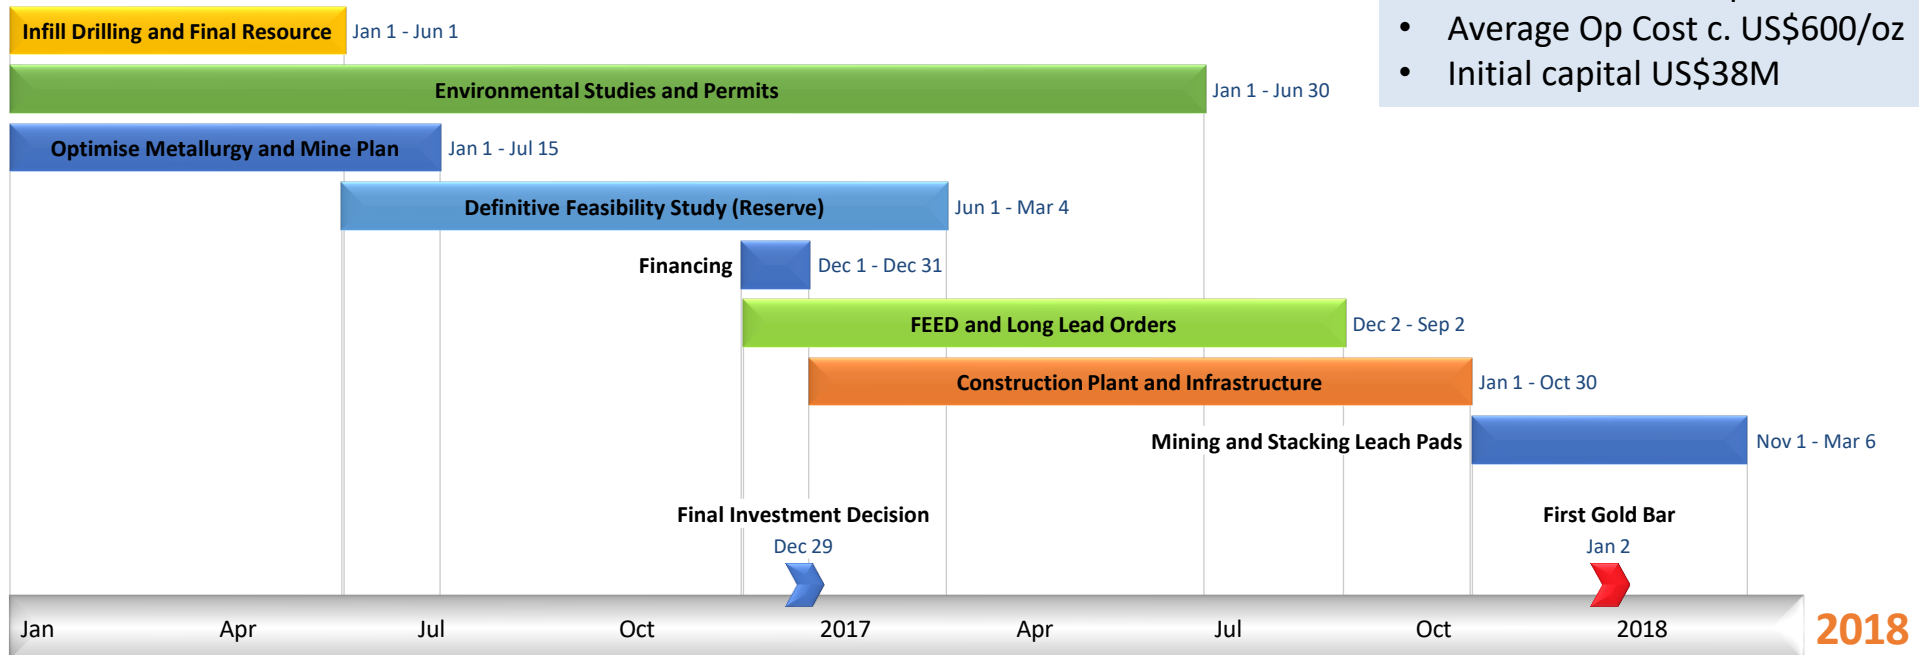 Infill Drilling and Final Resource Jan 1 - Jun 1
• Average Op Cost c. US$600/oz
• Initial capital US$38M
Environmental Studies and Permits Jan 1 - Jun 30
Optimise Metallurgy and Mine Plan Jan 1 - Jul 15
Definitive Feasibility Study (Reserve) Jun 1 - Mar 4
Financing Dec 1 - Dec 31
FEED and Long Lead Orders Dec 2 - Sep 2
Construction Plant and Infrastructure Jan 1 - Oct 30
Mining and Stacking Leach Pads Nov 1 - Mar 6
Final Investment Decision
Dec 29
First Gold Bar
Jan 2
Jan Apr Jul Oct 2017 Apr Jul Oct 2018
2018